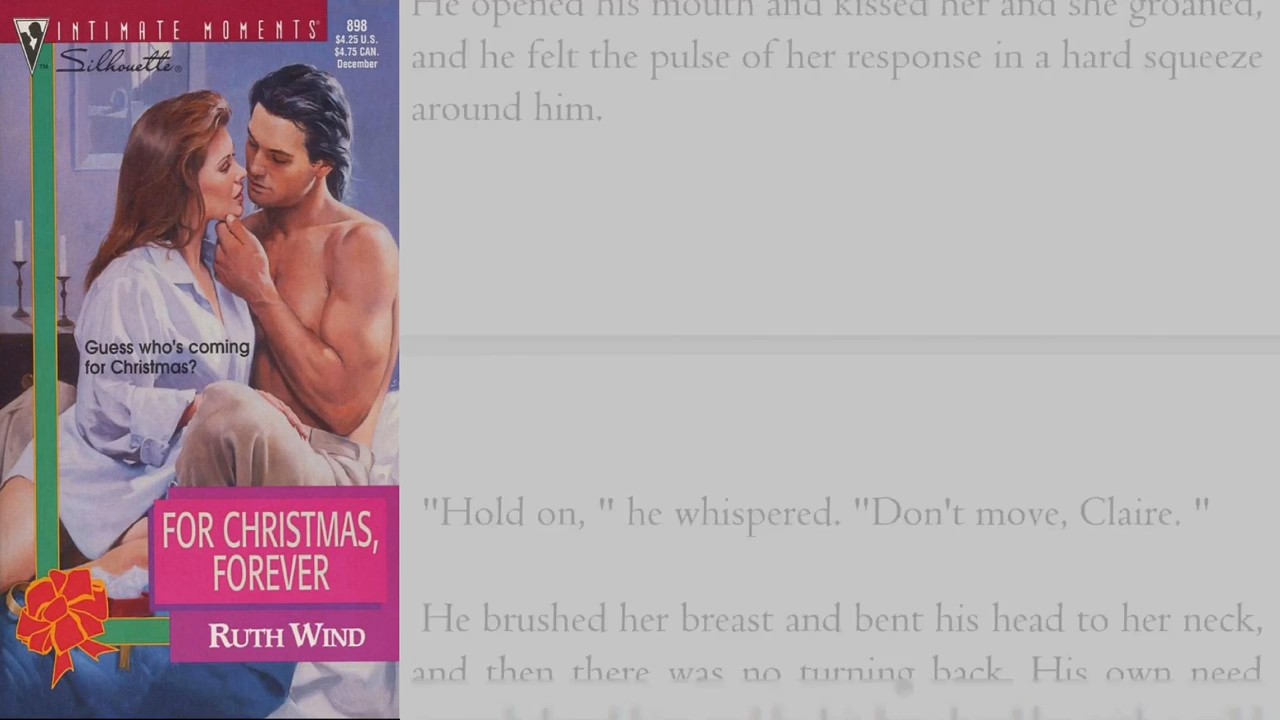 INTIMATE MOMENTS®
898
$4.25 U.S.
$4.75 CAN.
December
Silhouette®
TM
Guess who's coming
for Christmas?
FOR CHRISTMAS,
FOREVER
RUTH WIND
He opened his mouth and kissed her and she groaned,
and he felt the pulse of her response in a hard squeeze
around him.
"Hold on, " he whispered. "Don't move, Claire. "
He brushed her breast and bent his head to her neck,
and then there was no turning back. His own need